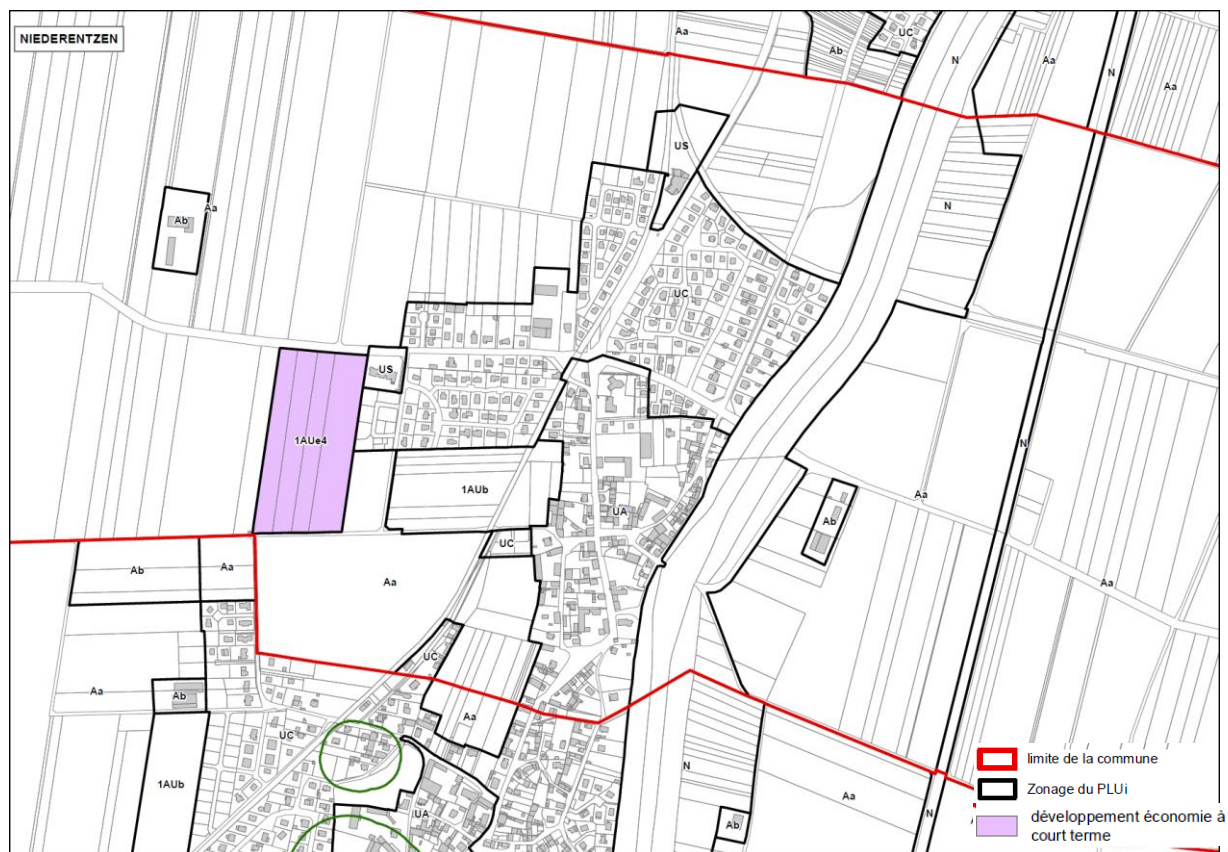 NIEDERENTZEN
Aa
Ab
UC
N
Aa
N
Aa
US
Ab
Aa
N
UC
US
1AUe4
N
1AUb
UA
Aa
Ab
UC
Ab
Aa
Aa
Aa
UC
Aa
Ab
Aa
UC
N
1AUb
UA
Ab
Aa
N
limite de la commune
Zonage du PLUi
développement économie à
court terme